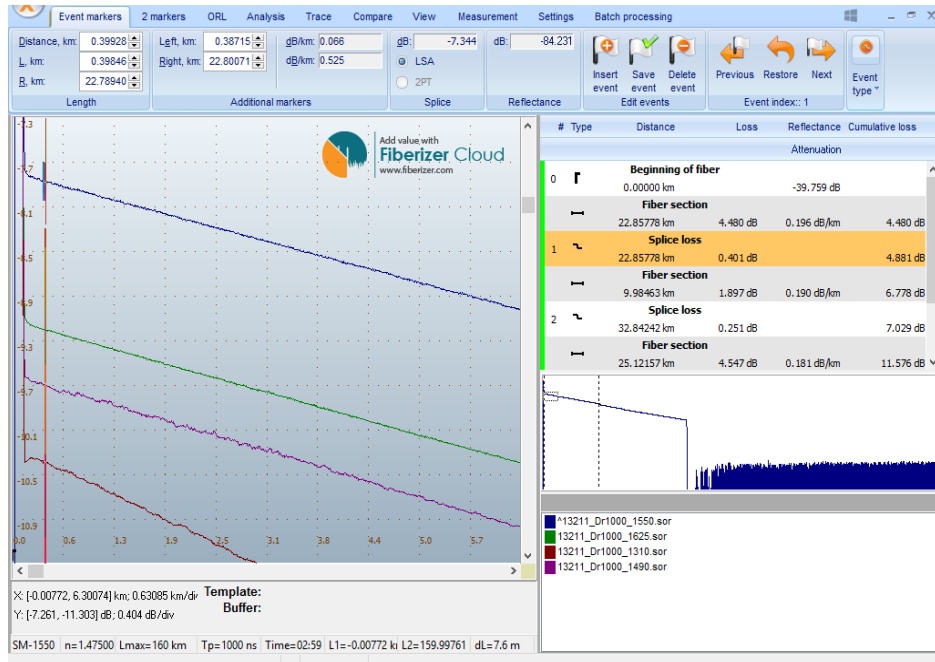 Event markers 2 markers ORL Analysis Trace Compare View Measurement Settings Batch processing
Distance, km: 0.39928 Left, km: 0.38715 dB/km: 0.066 dB: -7.344 dB: -84.231
L, km: 0.39846 Right, km: 22.80071 dB/km: 0.525 LSA
R, km: 22.78940 2PT
Insert event Save event Delete event Previous Restore Next Event type
Length Additional markers Splice Reflectance Edit events Event index:: 1
# Type Distance Loss Reflectance Cumulative loss
Attenuation
0 Beginning of fiber
0.00000 km -39.759 dB
Fiber section
22.85778 km 4.480 dB 0.196 dB/km 4.480 dB
1 Splice loss
22.85778 km 0.401 dB 4.881 dB
Fiber section
9.98463 km 1.897 dB 0.190 dB/km 6.778 dB
2 Splice loss
32.84242 km 0.251 dB 7.029 dB
Fiber section
25.12157 km 4.547 dB 0.181 dB/km 11.576 dB
Add value with
Fiberizer Cloud
www.fiberizer.com
-7.3
-7.7
-8.1
-8.5
-8.9
-9.3
-9.7
-10.1
-10.5
-10.9
0.0 0.6 1.3 1.9 2.5 3.1 3.8 4.4 5.0 5.7
^13211_Dr1000_1550.sor
13211_Dr1000_1625.sor
13211_Dr1000_1310.sor
13211_Dr1000_1490.sor
X: [-0.00772, 6.30074] km; 0.63085 km/div Template:
Y: [-7.261, -11.303] dB; 0.404 dB/div Buffer:
SM-1550 n=1.47500 Lmax=160 km Tp=1000 ns Time=02:59 L1=-0.00772 L2=159.99761 dL=7.6 m